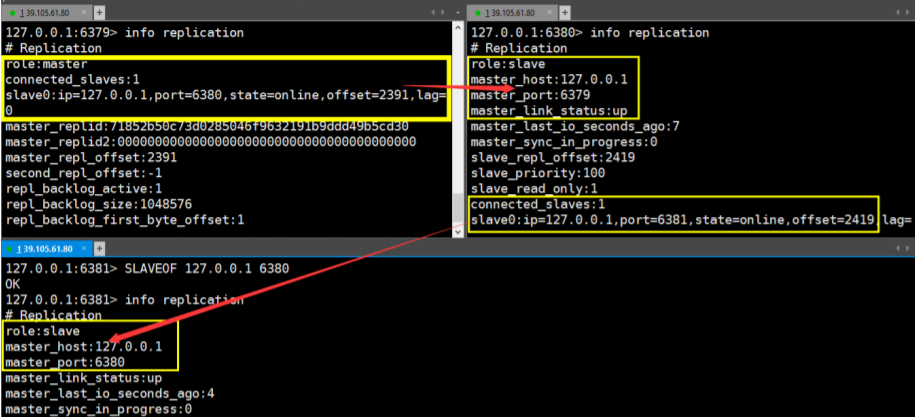 1 39.105.61.80 × +
127.0.0.1:6379> info replication
# Replication
role:master
connected_slaves:1
slave0:ip=127.0.0.1,port=6380,state=online,offset=2391,lag=
0
master_replid:71852b50c73d0285046f9632191b9ddd49b5cd30
master_replid2:0000000000000000000000000000000000000000
master_repl_offset:2391
second_repl_offset:-1
repl_backlog_active:1
repl_backlog_size:1048576
repl_backlog_first_byte_offset:1
1 39.105.61.80 × +
127.0.0.1:6380> info replication
# Replication
role:slave
master_host:127.0.0.1
master_port:6379
master_link_status:up
master_last_io_seconds_ago:7
master_sync_in_progress:0
slave_repl_offset:2419
slave_priority:100
slave_read_only:1
connected_slaves:1
slave0:ip=127.0.0.1,port=6381,state=online,offset=2419,lag=
1 39.105.61.80 × +
127.0.0.1:6381> SLAVEOF 127.0.0.1 6380
OK
127.0.0.1:6381> info replication
# Replication
role:slave
master_host:127.0.0.1
master_port:6380
master_link_status:up
master_last_io_seconds_ago:4
master_sync_in_progress:0